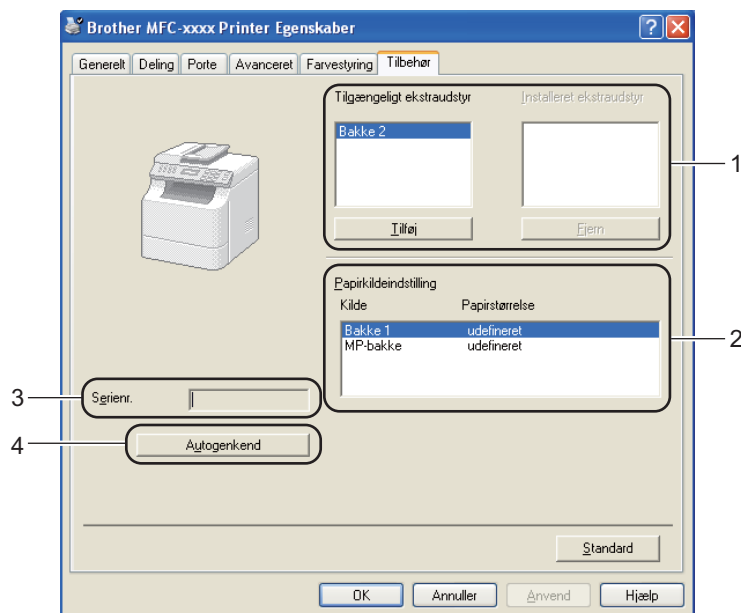 Brother MFC-xxxx Printer Egenskaber
Generelt Deling Porte Avanceret Farvestyring Tilbehør
Tilgængeligt ekstraudstyr Installeret ekstraudstyr
Bakke 2
1
Tilføj Fjern
Papirkildeindstilling
Kilde Papirstørrelse
Bakke 1 udefineret
MP-bakke udefineret
2
3
Serienr.
4
Autogenkend
Standard
OK Annuller Anvend Hjælp